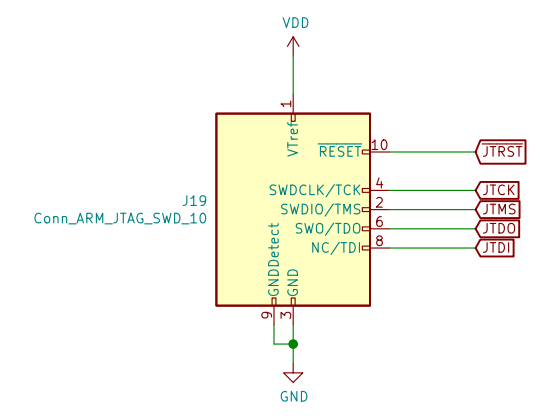 VDD
1
VTref
RESET
10
JTRST
J19
Conn_ARM_JTAG_SWD_10
SWDCLK/TCK
4
JTCK
SWDIO/TMS
2
JTMS
SWO/TDO
6
JTDO
NC/TDI
8
JTDI
GNDDetect
GND
9
3
GND